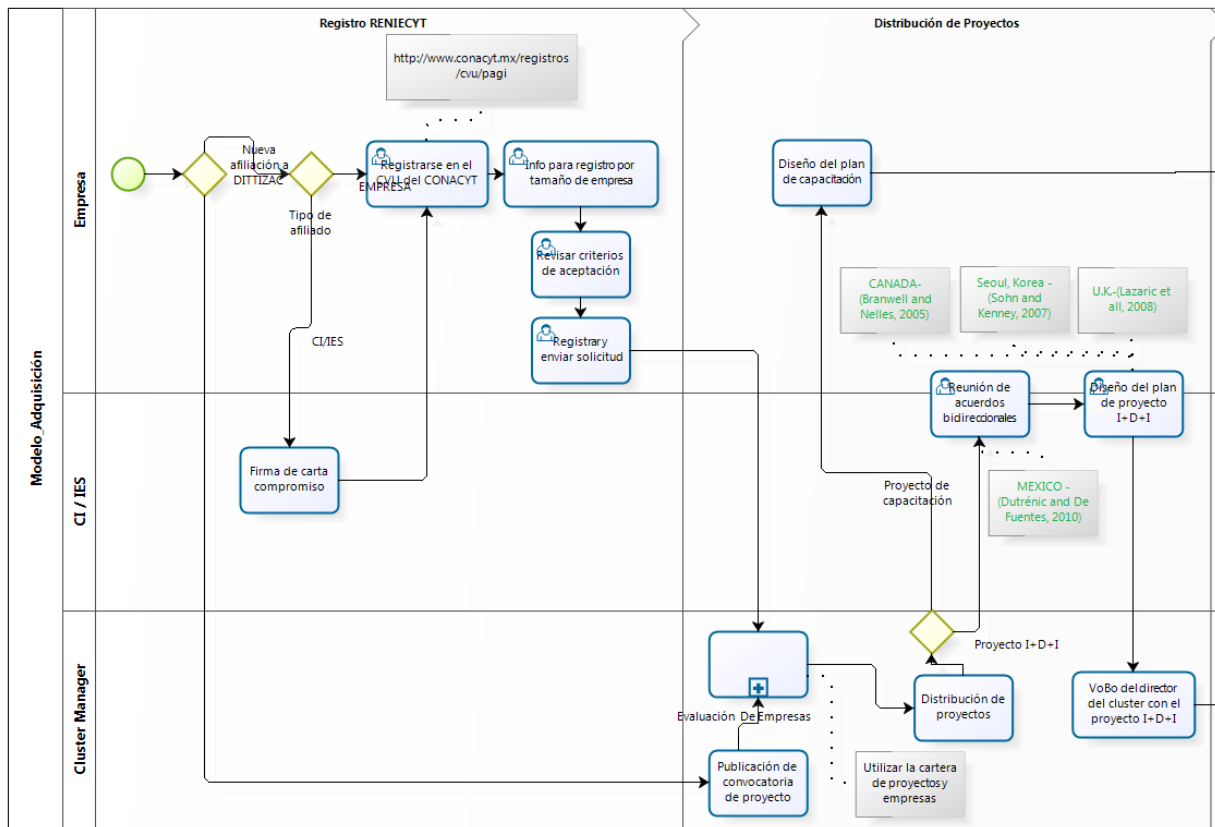 Registro RENIECYT
Distribución de Proyectos
Modelo_Adquisición
Empresa
CI / IES
Cluster Manager
http://www.conacyt.mx/registros
/cvu/pagi
Nueva
afiliación a
DITTIZAC
Tipo de
afiliado
EMPRESA
CI/IES
Registrarse en el
CVU del CONACYT
Info para registro por
tamaño de empresa
Revisar criterios
de aceptación
Registrar y
enviar solicitud
Firma de carta
compromiso
Diseño del plan
de capacitación
CANADA-
(Branwell and
Nelles, 2005)
Seoul, Korea -
(Sohn and
Kenney, 2007)
U.K.-(Lazaric et
all, 2008)
Reunión de
acuerdos
bidireccionales
Diseño del plan
de proyecto
I+D+I
Proyecto de
capacitación
MEXICO -
(Dutrénic and De
Fuentes, 2010)
Proyecto I+D+I
Evaluación De Empresas
Distribución de
proyectos
VoBo del director
del cluster con el
proyecto I+D+I
Publicación de
convocatoria
de proyecto
Utilizar la cartera
de proyectos y
empresas